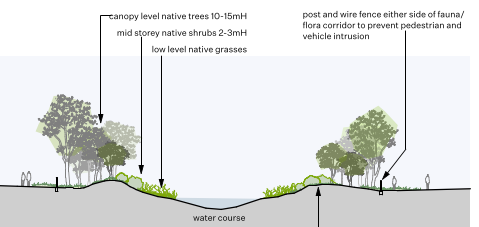 canopy level native trees 10-15mH
mid storey native shrubs 2-3mH
low level native grasses
post and wire fence either side of fauna/
flora corridor to prevent pedestrian and
vehicle intrusion
water course